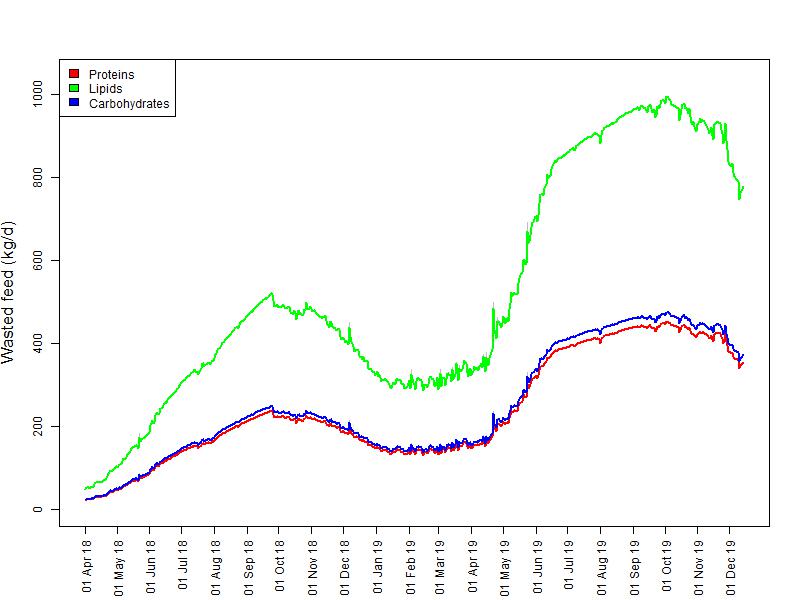 Proteins
Lipids
Carbohydrates
Wasted feed (kg/d)
1000
800
600
400
200
0
01 Apr 18
01 May 18
01 Jun 18
01 Jul 18
01 Aug 18
01 Sep 18
01 Oct 18
01 Nov 18
01 Dec 18
01 Jan 19
01 Feb 19
01 Mar 19
01 Apr 19
01 May 19
01 Jun 19
01 Jul 19
01 Aug 19
01 Sep 19
01 Oct 19
01 Nov 19
01 Dec 19